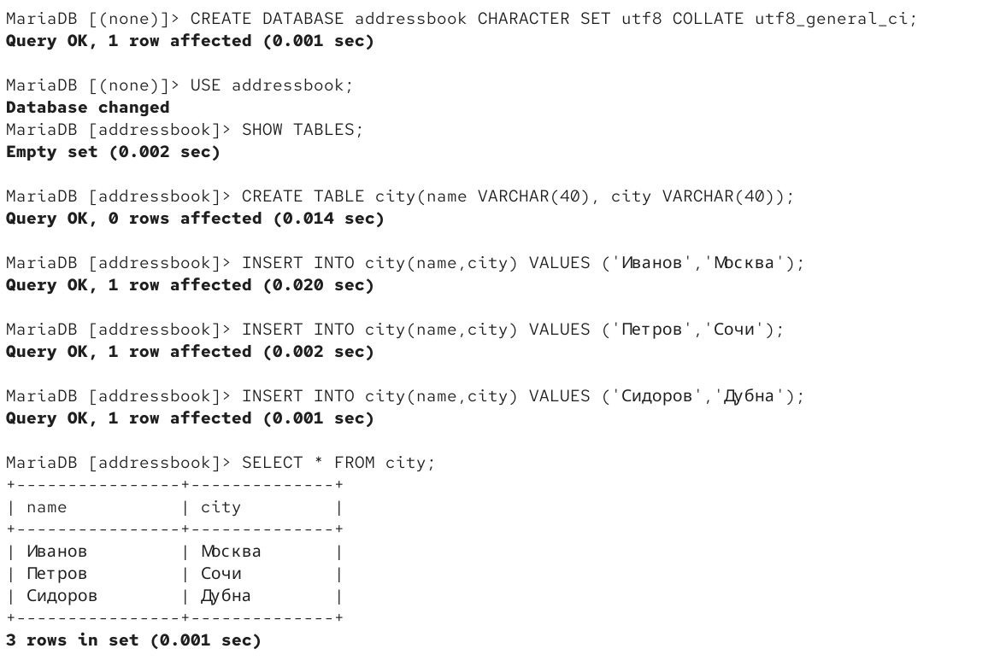 MariaDB [(none)]> CREATE DATABASE addressbook CHARACTER SET utf8 COLLATE utf8_general_ci;
Query OK, 1 row affected (0.001 sec)
MariaDB [(none)]> USE addressbook;
Database changed
MariaDB [addressbook]> SHOW TABLES;
Empty set (0.002 sec)
MariaDB [addressbook]> CREATE TABLE city(name VARCHAR(40), city VARCHAR(40));
Query OK, 0 rows affected (0.014 sec)
MariaDB [addressbook]> INSERT INTO city(name,city) VALUES ('Иванов','Москва');
Query OK, 1 row affected (0.020 sec)
MariaDB [addressbook]> INSERT INTO city(name,city) VALUES ('Петров','Сочи');
Query OK, 1 row affected (0.002 sec)
MariaDB [addressbook]> INSERT INTO city(name,city) VALUES ('Сидоров','Дубна');
Query OK, 1 row affected (0.001 sec)
MariaDB [addressbook]> SELECT * FROM city;
+----------------+--------------+
| name           | city         |
+----------------+--------------+
| Иванов         | Москва       |
| Петров         | Сочи         |
| Сидоров        | Дубна        |
+----------------+--------------+
3 rows in set (0.001 sec)